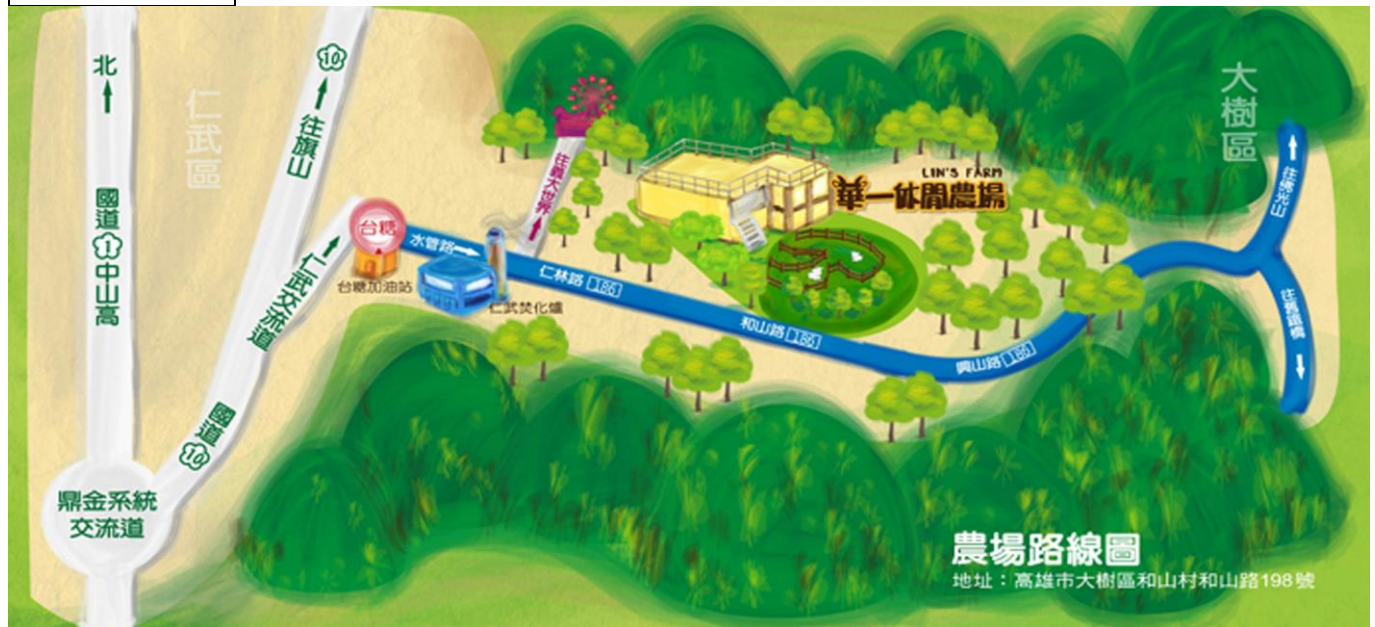 北
國道1中山高
仁武區
10
往旗山
仁武交流道
國道10
鼎金系統
交流道
台糖
台糖加油站
水管路
仁武焚化爐
往義大世界
仁林路 186
和山路 186
興山路 186
LIN'S FARM
華一休閒農場
大樹區
往佛光山
往舊鐵橋
農場路線圖
地址：高雄市大樹區和山村和山路198號